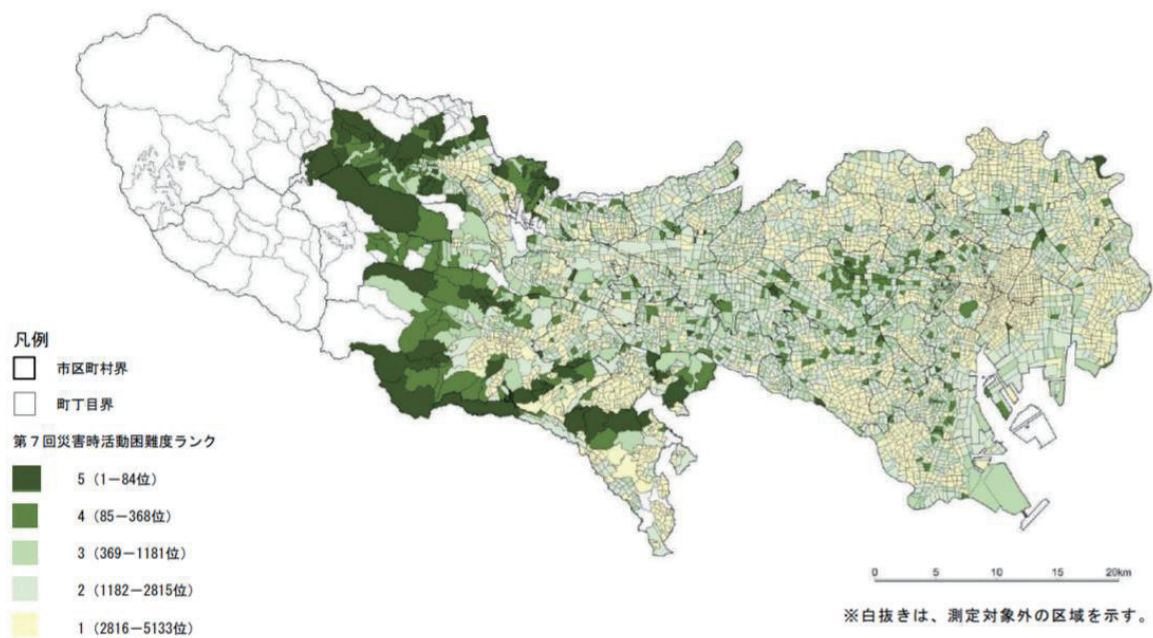 凡例
市区町村界
町丁目界
第7回災害時活動困難度ランク
5（1－84位）
4（85－368位）
3（369－1181位）
2（1182－2815位）
1（2816－5133位）
0 5 10 15 20km
※白抜きは、測定対象外の区域を示す。